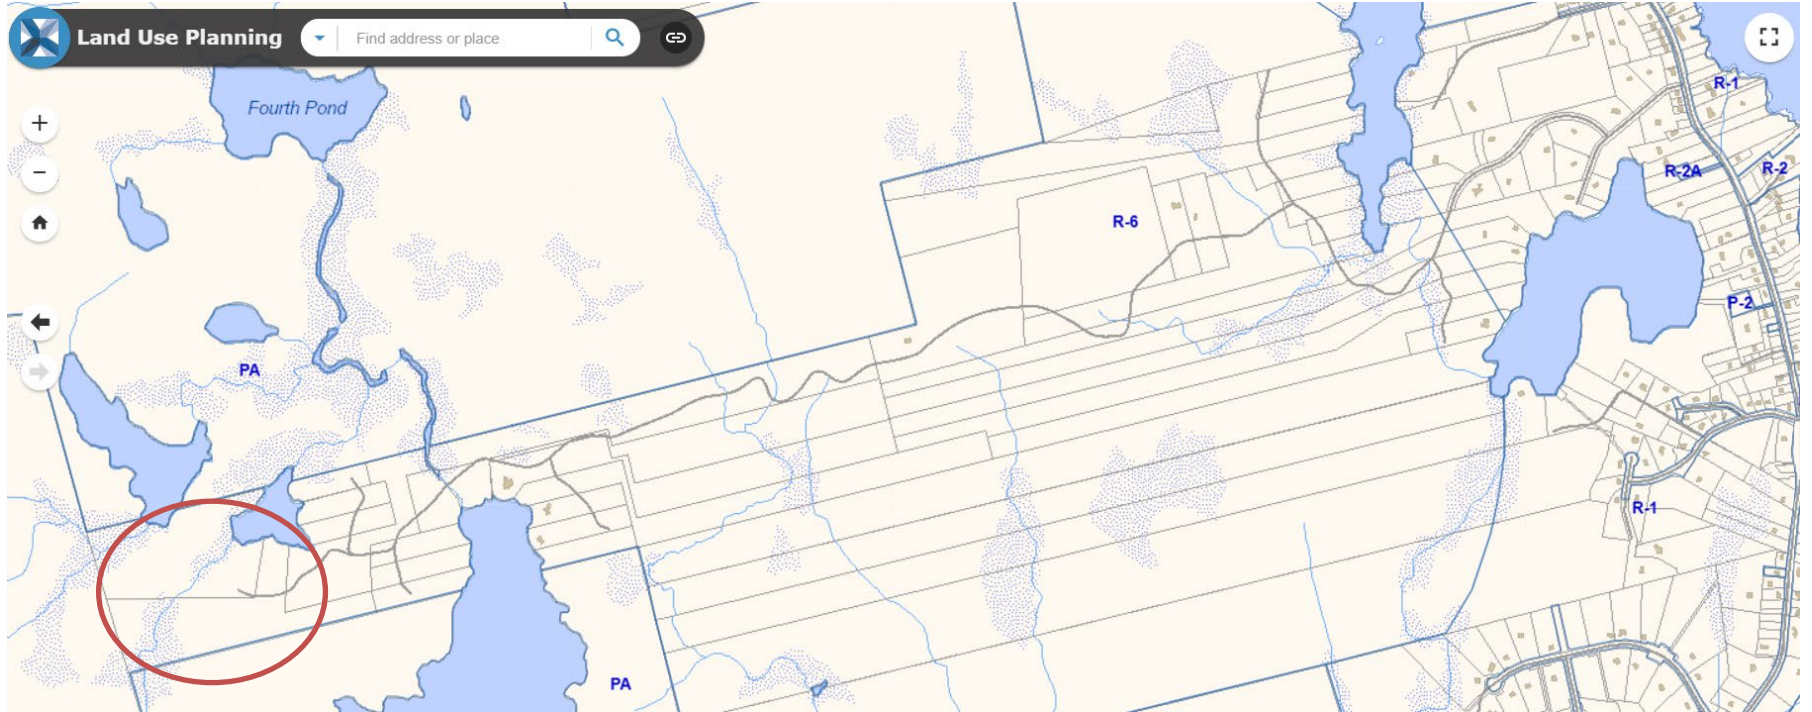 Land Use Planning
Find address or place
Fourth Pond
R-1
R-2A
R-2
R-6
P-2
PA
R-1
PA